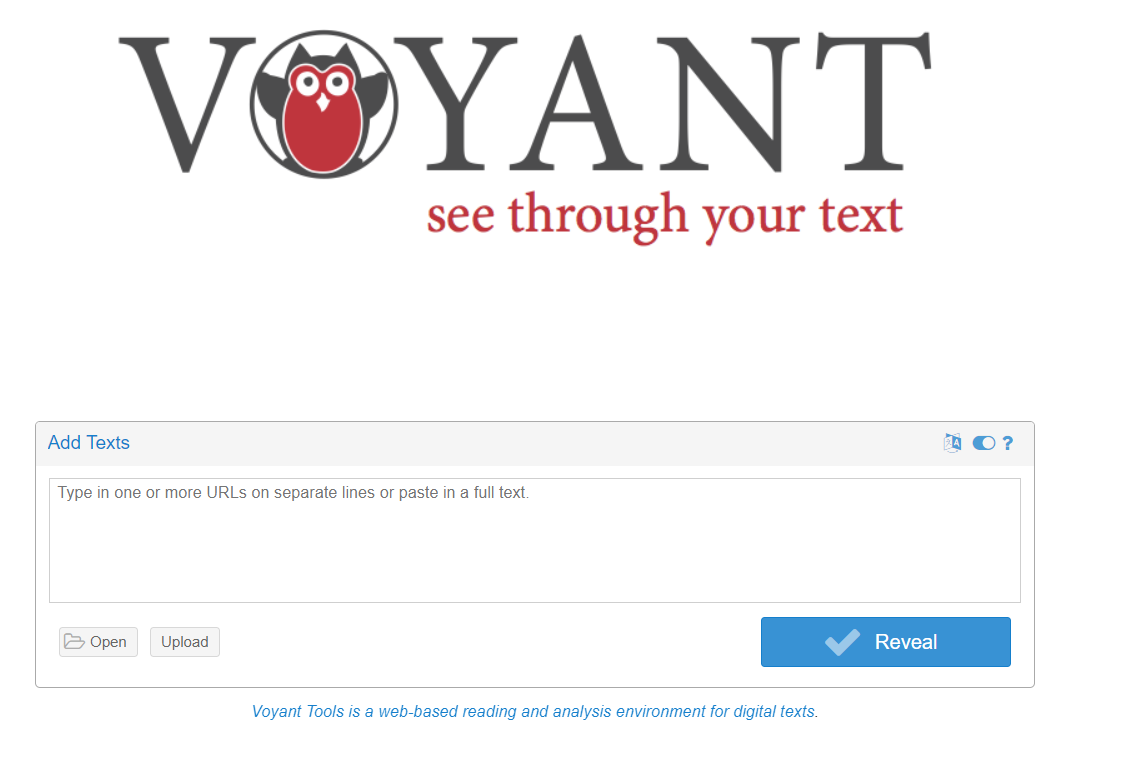 VOYANT
see through your text
Add Texts
?
Type in one or more URLs on separate lines or paste in a full text.
Open
Upload
Reveal
Voyant Tools is a web-based reading and analysis environment for digital texts.